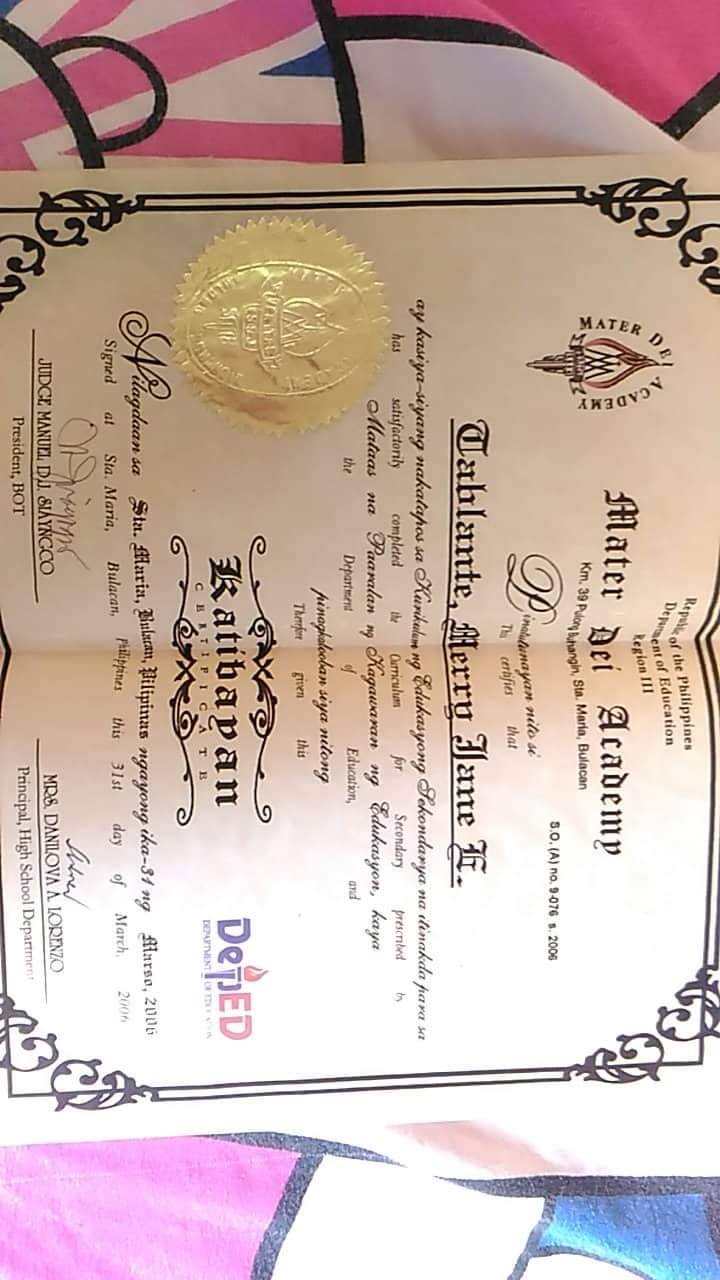 Republic of the Philippines
Department of Education
Region III
Mater Dei Academy
Km. 39 Pulong buhangin, Sta. Maria, Bulacan
MATER DEI ACADEMY
S.O. (A) no. 9-076 s. 2006
Pinatutunayan nito si
This certifies that
Tablante, Merry Jane E.
ay kasiya-siyang nakatapos sa Kurikulum ng Edukasyong Sekondarya na itinakda para sa
has satisfactorily completed the Curriculum for Secondary prescribed by
Mataas na Paaralan ng Kagawaran ng Edukasyon, kaya
the Department of Education, and
pinagkalooban siya nitong
Therefore given this
Katibayan
CERTIFICATE
DepED
DEPARTMENT OF EDUCATION
Nilagdaan sa Sta. Maria, Bulacan, Pilipinas ngayong ika-31 ng Marso, 2006
Signed at Sta. Maria, Bulacan, Philippines this 31st day of March, 2006
JUDGE MANUEL D.J. SIAYNGCO
President, BOT
MRS. DANILOVA A. LORENZO
Principal, High School Department